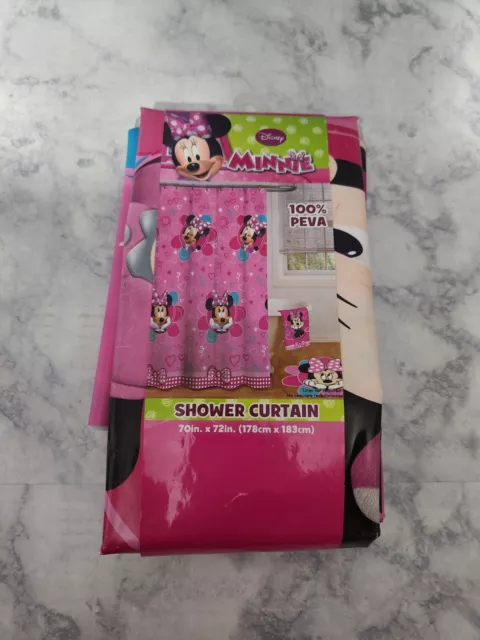 Disney
MINNIE
100%
PEVA
SHOWER CURTAIN
70in. x 72in. (178cm x 183cm)